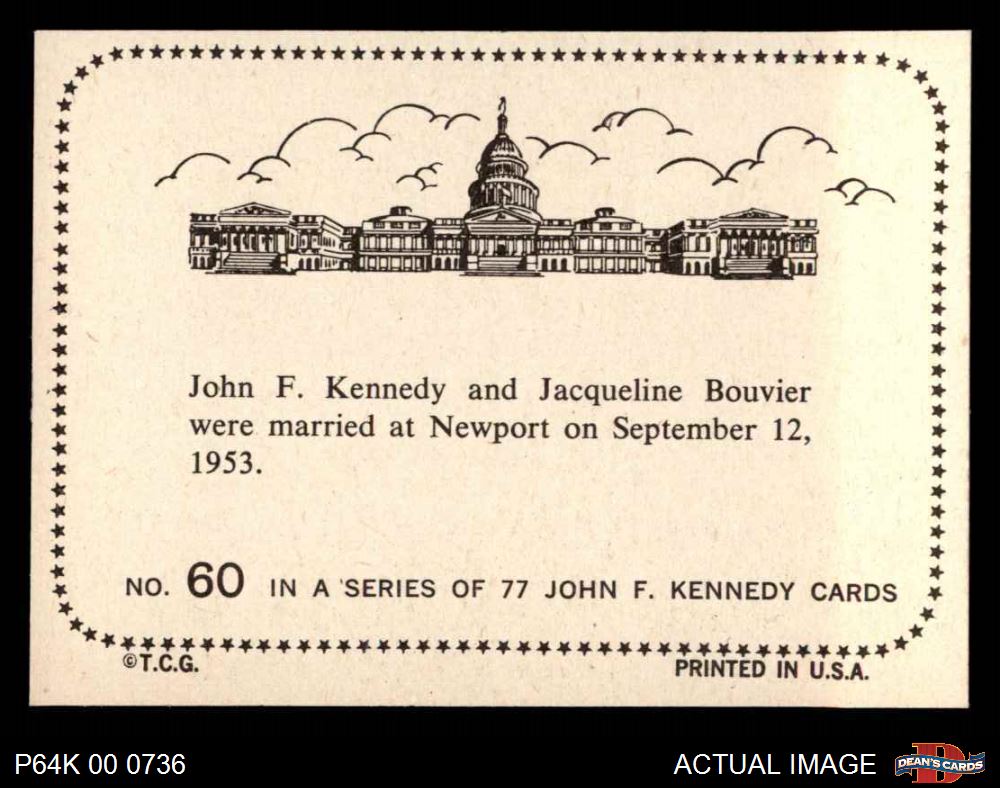 John F. Kennedy and Jacqueline Bouvier
were married at Newport on September 12,
1953.
NO. 60 IN A SERIES OF 77 JOHN F. KENNEDY CARDS
©T.C.G. PRINTED IN U.S.A.
P64K 00 0736 ACTUAL IMAGE DEAN'S CARDS